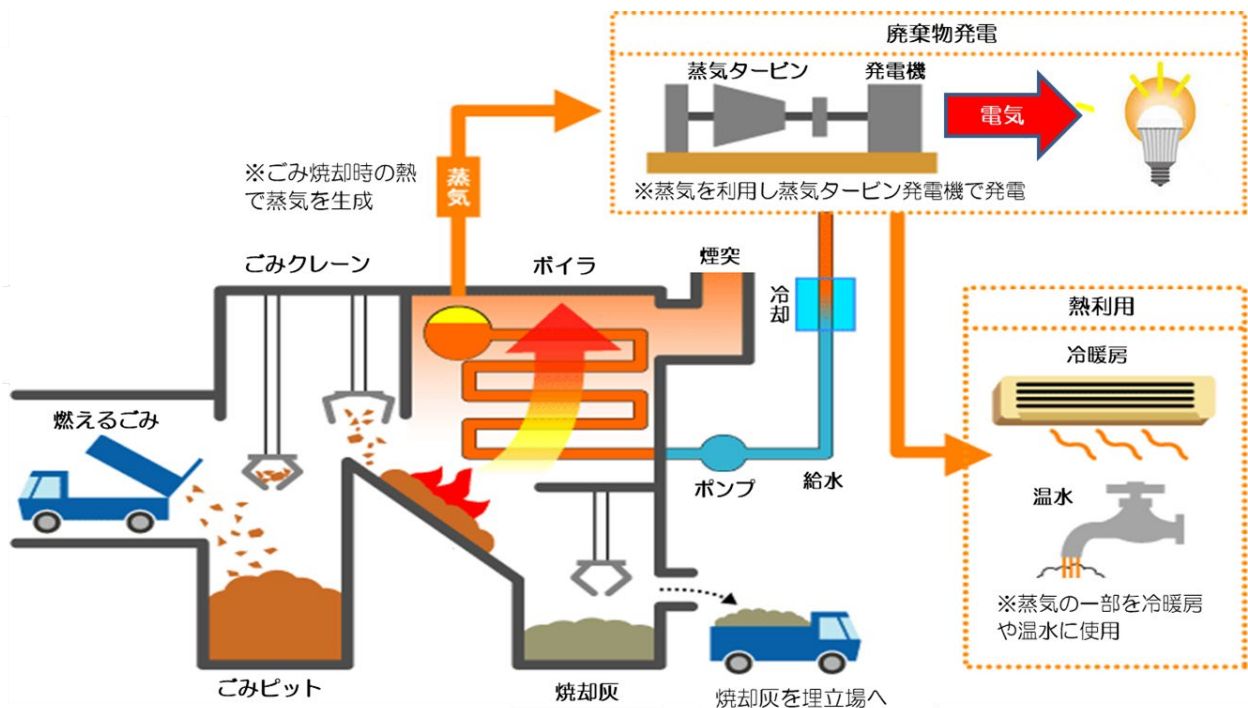 廃棄物発電
蒸気タービン
発電機
電気
※蒸気を利用し蒸気タービン発電機で発電
※ごみ焼却時の熱
で蒸気を生成
蒸気
ごみクレーン
ボイラ
煙突
冷却
熱利用
冷暖房
燃えるごみ
ポンプ
給水
温水
※蒸気の一部を冷暖房
や温水に使用
ごみピット
焼却灰
焼却灰を埋立場へ